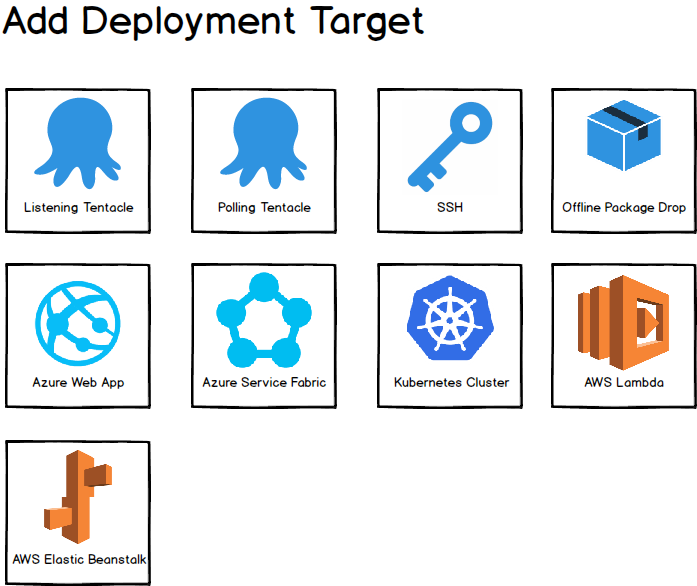 Add Deployment Target
Listening Tentacle
Polling Tentacle
SSH
Offline Package Drop
Azure Web App
Azure Service Fabric
Kubernetes Cluster
AWS Lambda
AWS Elastic Beanstalk